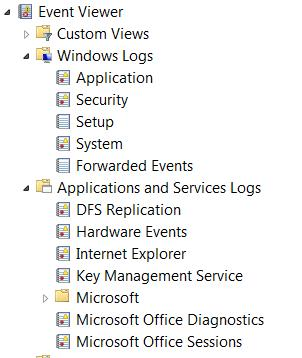 Event Viewer
Custom Views
Windows Logs
Application
Security
Setup
System
Forwarded Events
Applications and Services Logs
DFS Replication
Hardware Events
Internet Explorer
Key Management Service
Microsoft
Microsoft Office Diagnostics
Microsoft Office Sessions